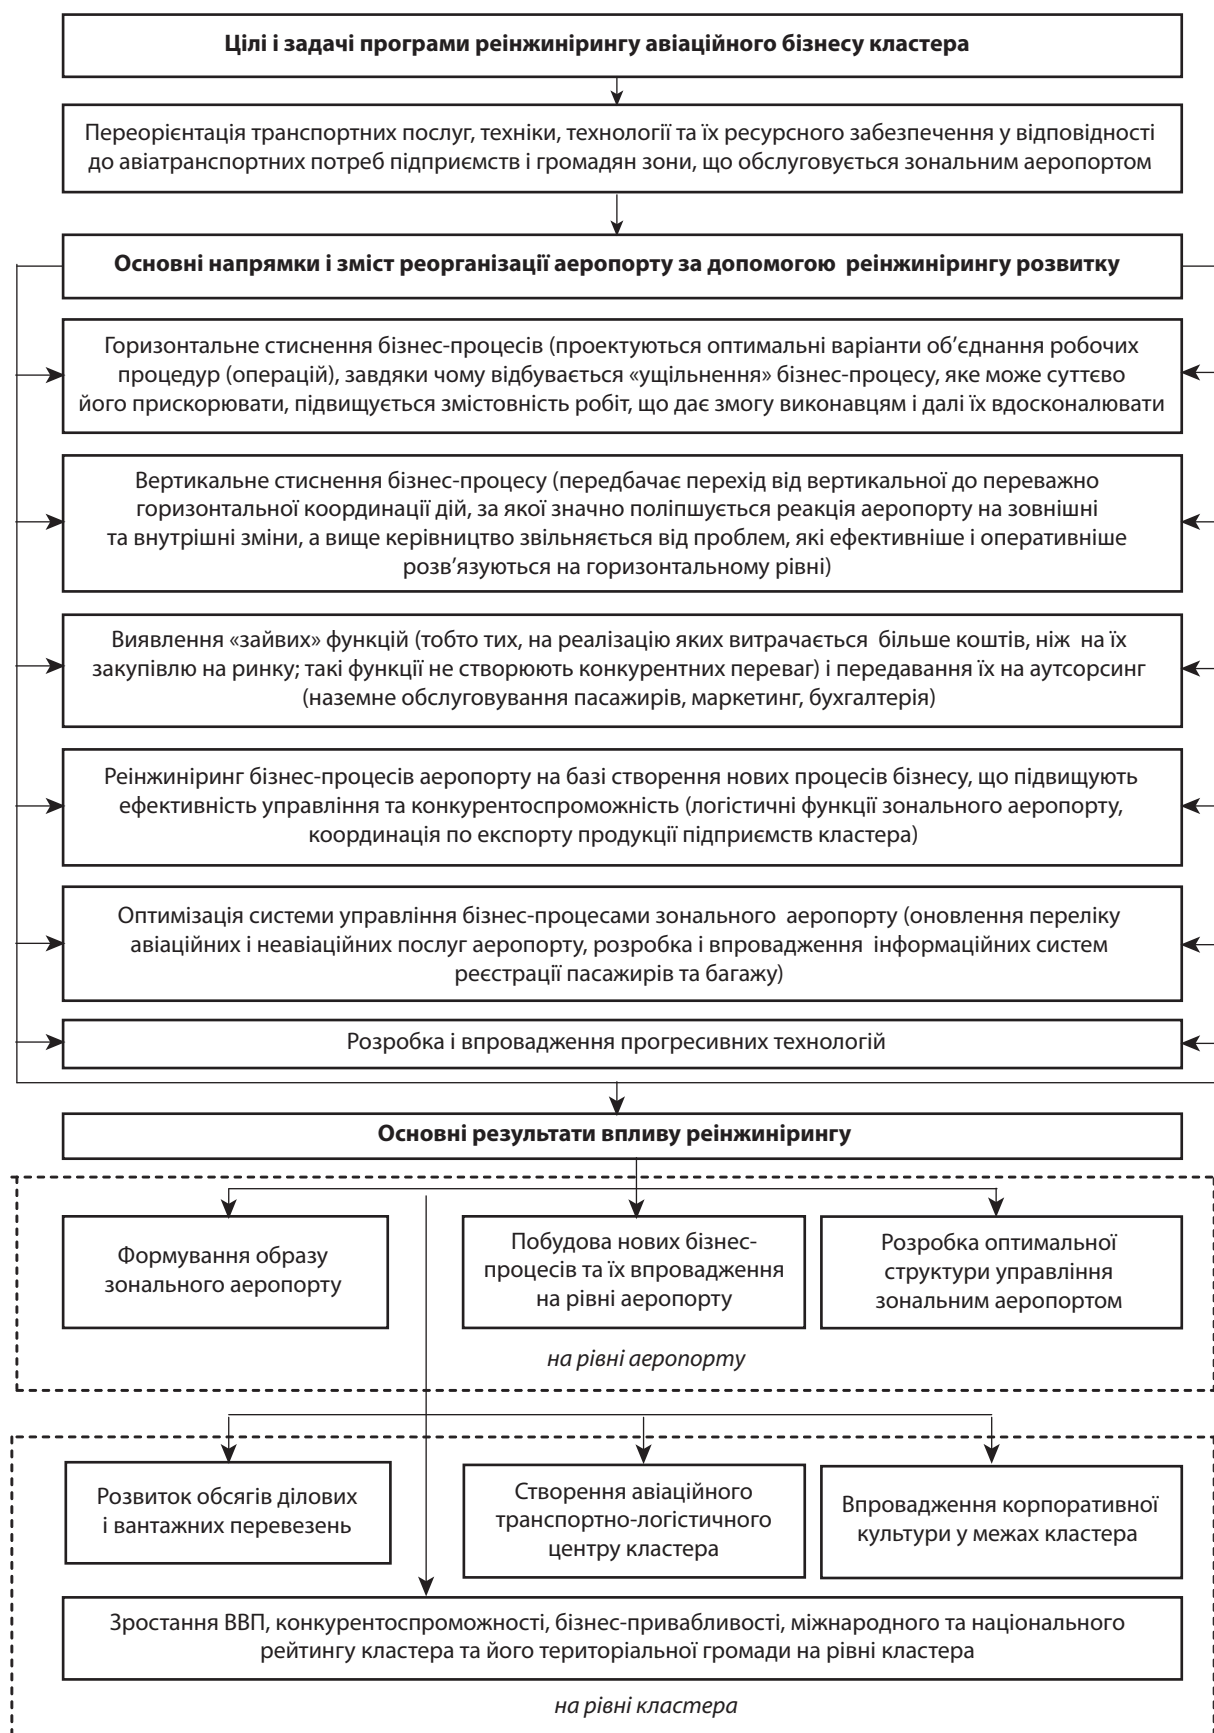 Цілі і задачі програми реінжинірингу авіаційного бізнесу кластера
Переорієнтація транспортних послуг, техніки, технології та їх ресурсного забезпечення у відповідності
до авіатранспортних потреб підприємств і громадян зони, що обслуговується зональним аеропортом
Основні напрямки і зміст реорганізації аеропорту за допомогою реінжинірингу розвитку
Горизонтальне стиснення бізнес-процесів (проектуються оптимальні варіанти об’єднання робочих
процедур (операцій), завдяки чому відбувається «ущільнення» бізнес-процесу, яке може суттєво
його прискорювати, підвищується змістовність робіт, що дає змогу виконавцям і далі їх вдосконалювати
Вертикальне стиснення бізнес-процесу (передбачає перехід від вертикальної до переважно
горизонтальної координації дій, за якої значно поліпшується реакція аеропорту на зовнішні
та внутрішні зміни, а вище керівництво звільняється від проблем, які ефективніше і оперативніше
розв’язуються на горизонтальному рівні)
Виявлення «зайвих» функцій (тобто тих, на реалізацію яких витрачається більше коштів, ніж на їх
закупівлю на ринку; такі функції не створюють конкурентних переваг) і передавання їх на аутсорсинг
(наземне обслуговування пасажирів, маркетинг, бухгалтерія)
Реінжиніринг бізнес-процесів аеропорту на базі створення нових процесів бізнесу, що підвищують
ефективність управління та конкурентоспроможність (логістичні функції зонального аеропорту,
координація по експорту продукції підприємств кластера)
Оптимізація системи управління бізнес-процесами зонального аеропорту (оновлення переліку
авіаційних і неавіаційних послуг аеропорту, розробка і впровадження інформаційних систем
реєстрації пасажирів та багажу)
Розробка і впровадження прогресивних технологій
Основні результати впливу реінжинірингу
Формування образу
зонального аеропорту
Побудова нових бізнес-
процесів та їх впровадження
на рівні аеропорту
Розробка оптимальної
структури управління
зональним аеропортом
на рівні аеропорту
Розвиток обсягів ділових
і вантажних перевезень
Створення авіаційного
транспортно-логістичного
центру кластера
Впровадження корпоративної
культури у межах кластера
Зростання ВВП, конкурентоспроможності, бізнес-привабливості, міжнародного та національного
рейтингу кластера та його територіальної громади на рівні кластера
на рівні кластера